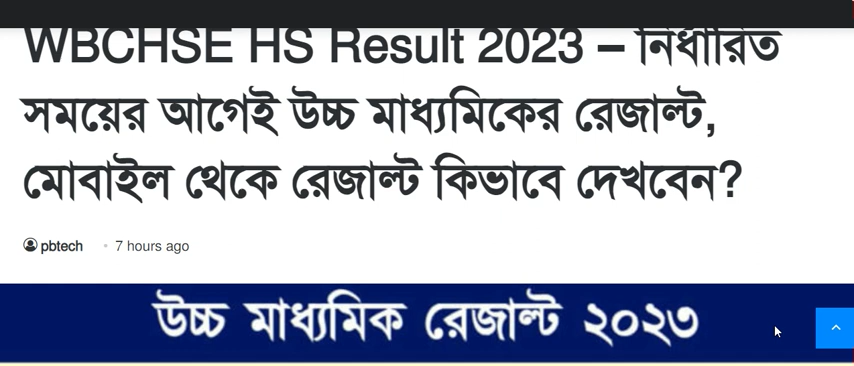 WBCHSE HS Result 2023 – নির্ধারিত
সময়ের আগেই উচ্চ মাধ্যমিকের রেজাল্ট,
মোবাইল থেকে রেজাল্ট কিভাবে দেখবেন?
pbtech • 7 hours ago
উচ্চ মাধ্যমিক রেজাল্ট ২০২৩